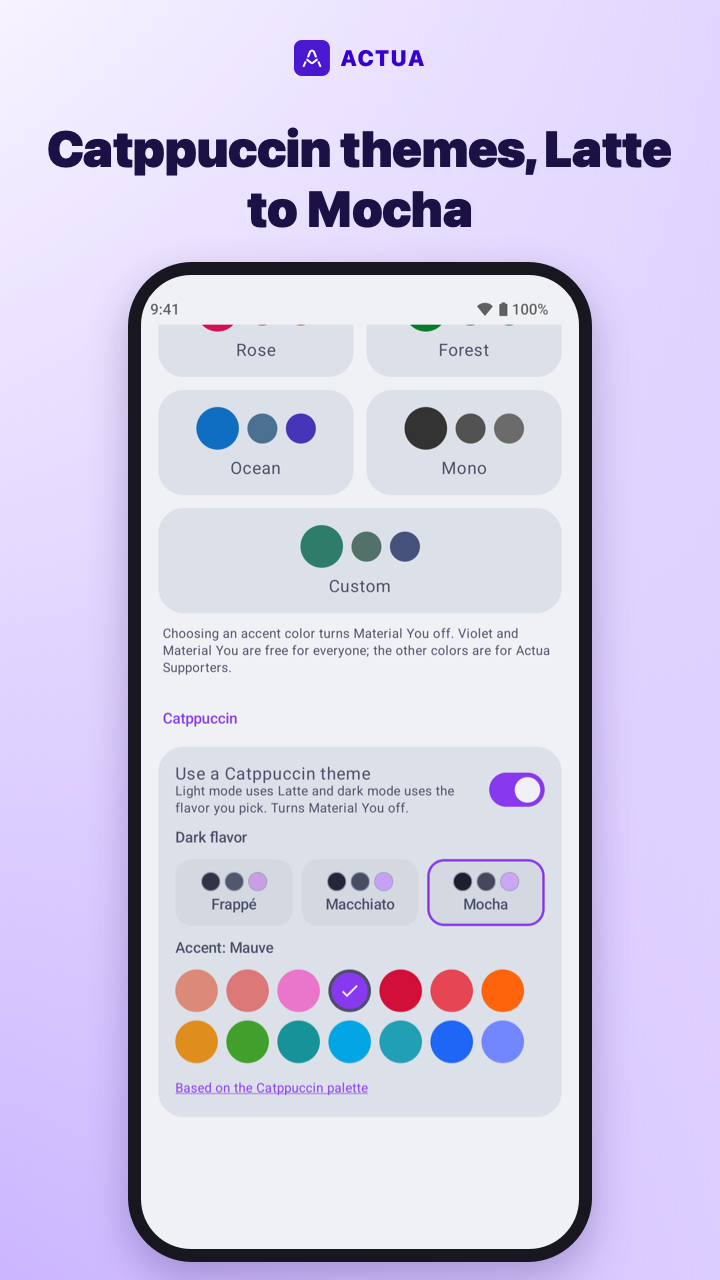 ACTUA
Catppuccin themes, Latte
to Mocha
9:41
100%
Rose
Forest
Ocean
Mono
Custom
Choosing an accent color turns Material You off. Violet and
Material You are free for everyone; the other colors are for Actua
Supporters.
Catppuccin
Use a Catppuccin theme
Light mode uses Latte and dark mode uses the
flavor you pick. Turns Material You off.
Dark flavor
Frappé
Macchiato
Mocha
Accent: Mauve
Based on the Catppuccin palette